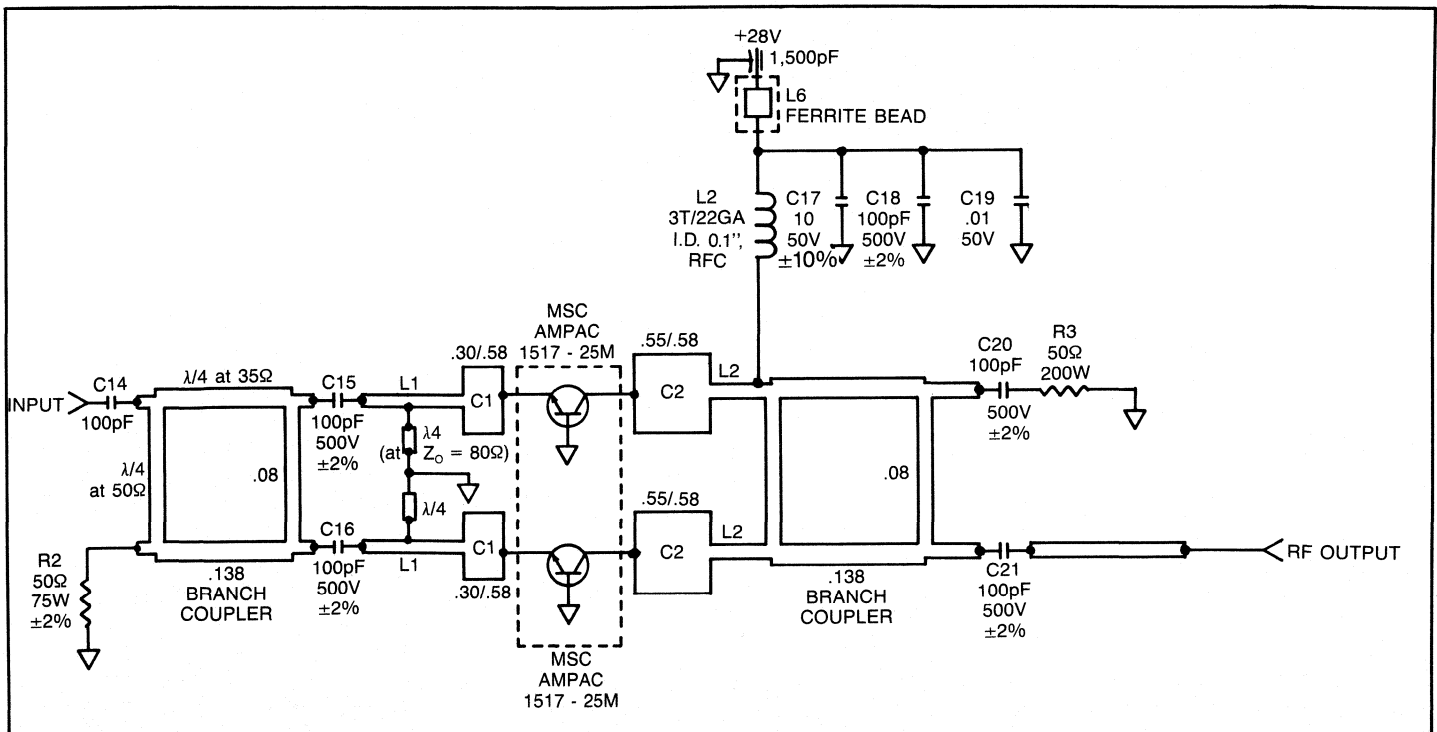 +28V
1,500pF
L6
FERRITE BEAD
L2
3T/22GA
I.D. 0.1",
RFC
C17
10
50V
±10%
C18
100pF
500V
±2%
C19
.01
50V
MSC
AMPAC
1517 - 25M
.30/.58
.55/.58
C20
100pF
500V
±2%
R3
50Ω
200W
INPUT
C14
100pF
λ/4 at 35Ω
C15
100pF
500V
±2%
L1
C1
C2
L2
λ4
(at Z₀ = 80Ω)
λ/4
at 50Ω
.08
.08
λ/4
.55/.58
R2
50Ω
75W
±2%
.138
BRANCH
COUPLER
C16
100pF
500V
±2%
L1
C1
.30/.58
C2
L2
.138
BRANCH
COUPLER
C21
100pF
500V
±2%
RF OUTPUT
MSC
AMPAC
1517 - 25M